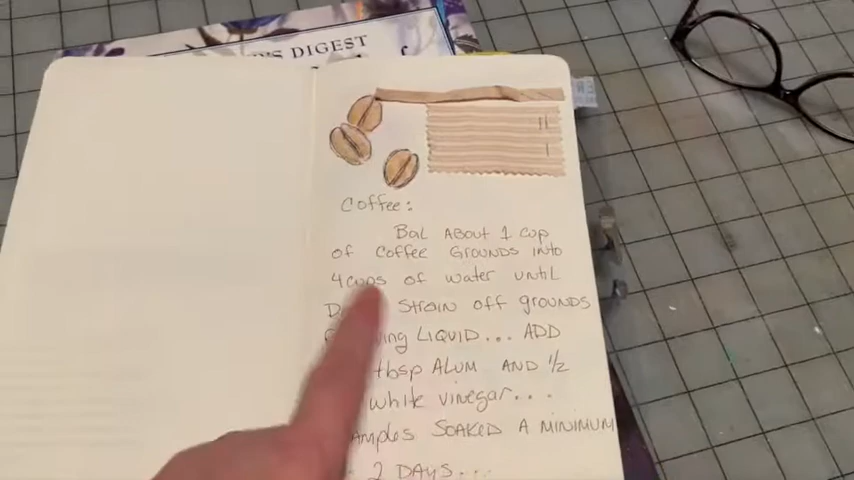 'S DIGEST
Coffee:
Boil About 1 cup
of Coffee Grounds into
4 cups of water until
Strain off grounds
Liquid... Add
tbsp Alum and 1/2
white vinegar...
Soaked a minimum
2 Days...